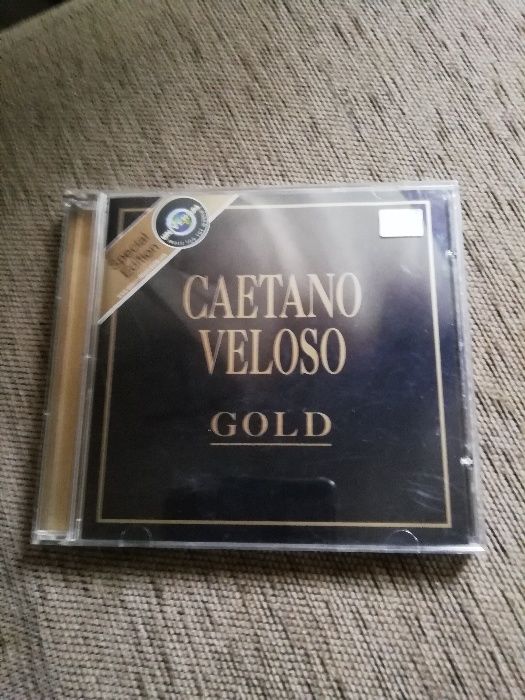 Special
Edition
CAETANO
VELOSO
GOLD